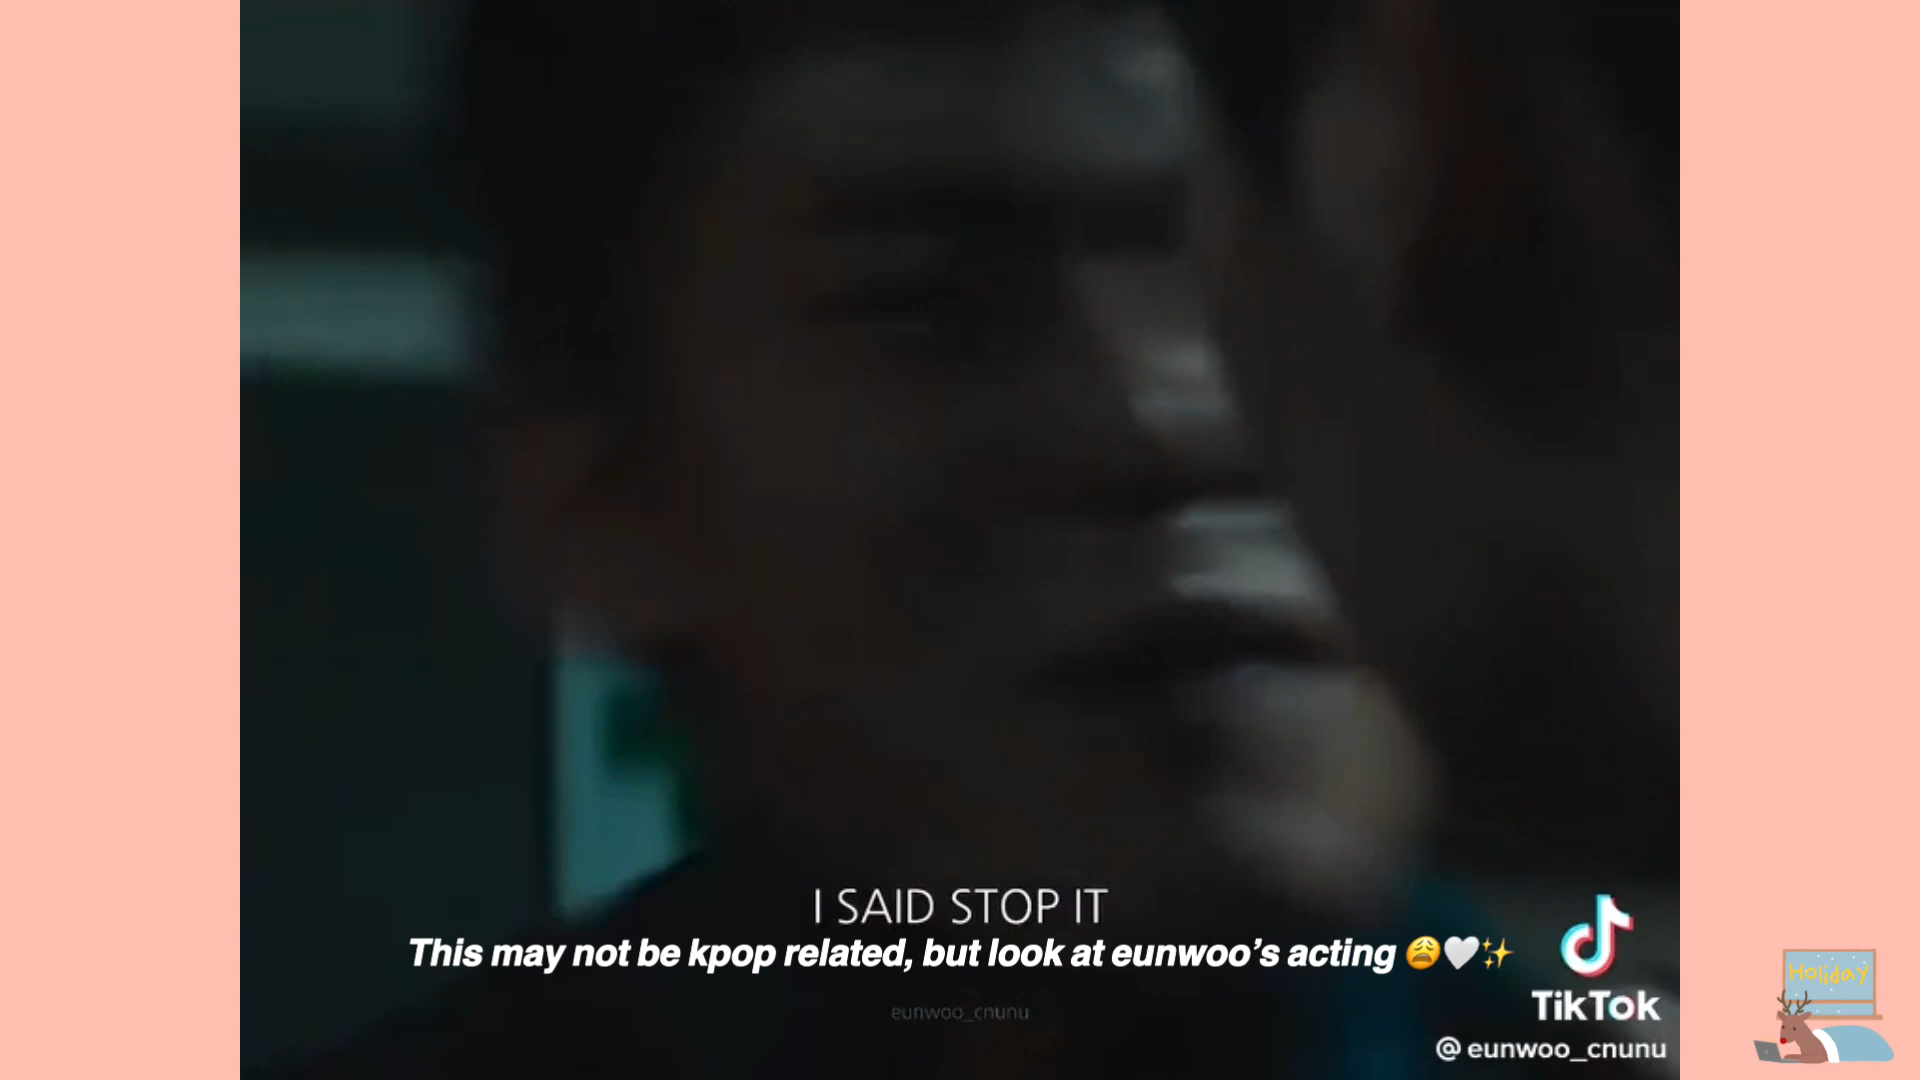 Holiday
I SAID STOP IT
This may not be kpop related, but look at eunwoo's acting 😩🤍✨
eunwoo_cnunu
TikTok
@eunwoo_cnunu